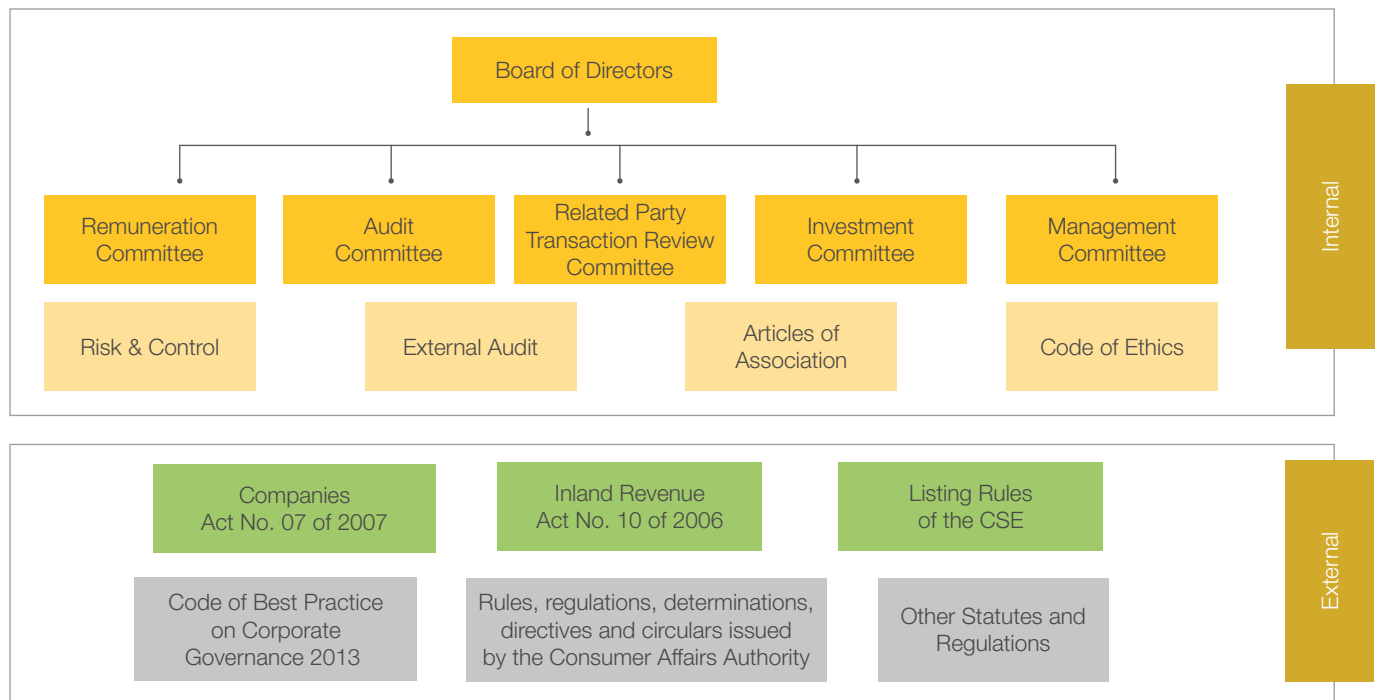 Board of Directors
Remuneration
Committee
Audit
Committee
Related Party
Transaction Review
Committee
Investment
Committee
Management
Committee
Risk & Control
External Audit
Articles of
Association
Code of Ethics
Internal
Companies
Act No. 07 of 2007
Inland Revenue
Act No. 10 of 2006
Listing Rules
of the CSE
Code of Best Practice
on Corporate
Governance 2013
Rules, regulations, determinations,
directives and circulars issued
by the Consumer Affairs Authority
Other Statutes and
Regulations
External